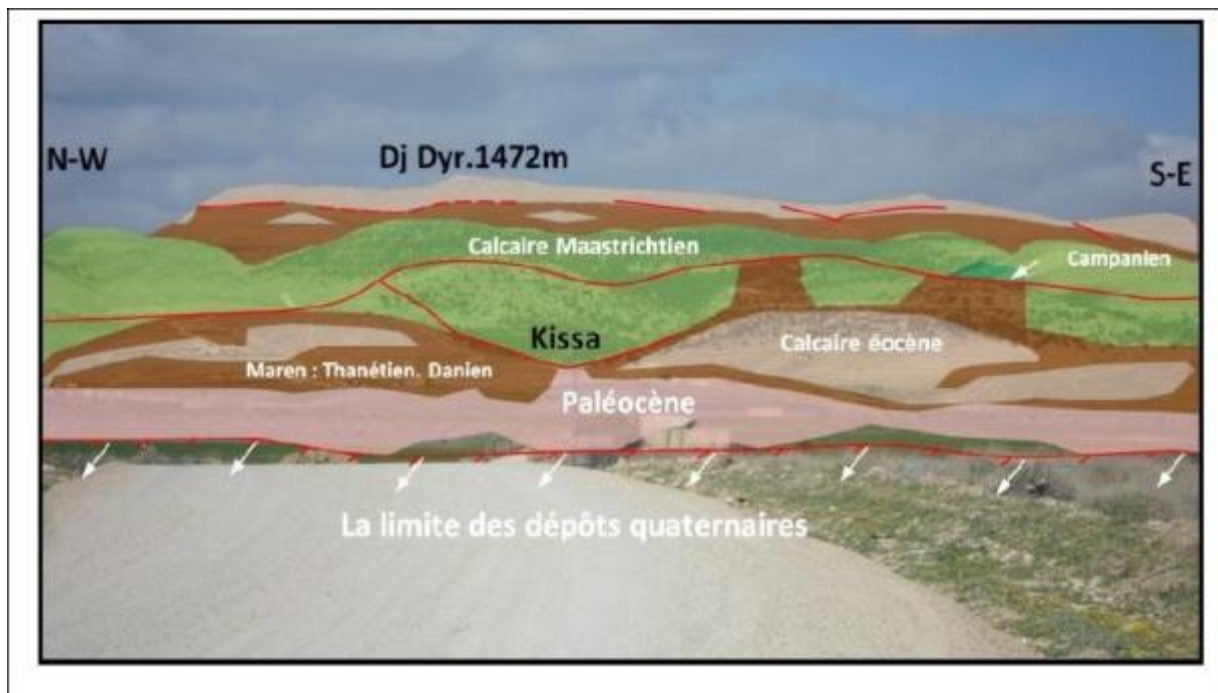 N-W
Dj Dyr.1472m
S-E
Calcaire Maastrichtien
Campanien
Kissa
Calcaire éocène
Maren : Thanétien. Danien
Paléocène
La limite des dépôts quaternaires